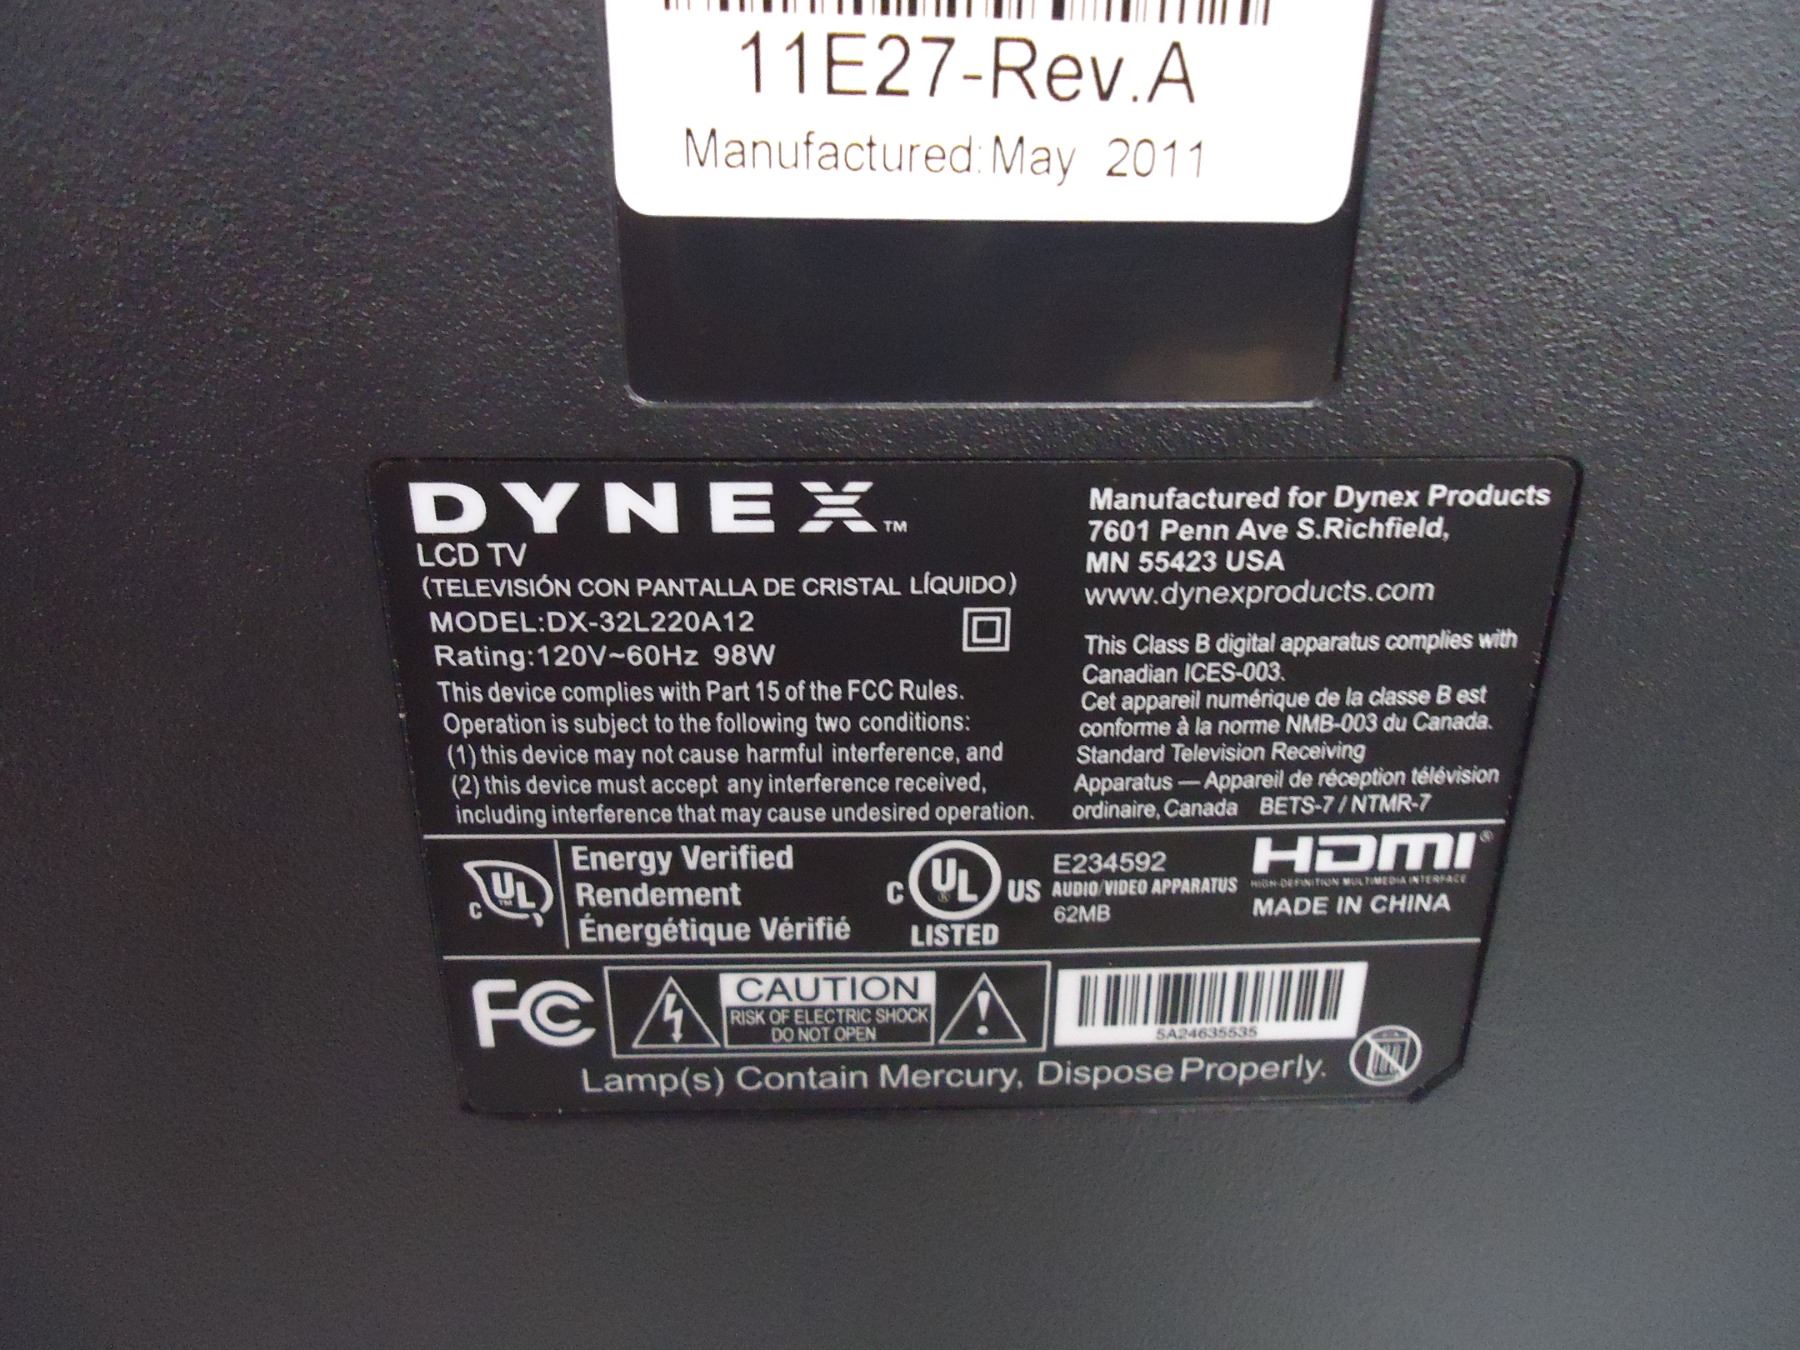 11E27-Rev.A
Manufactured: May 2011
DYNEX™
LCD TV
(TELEVISIÓN CON PANTALLA DE CRISTAL LÍQUIDO)
MODEL:DX-32L220A12
Rating:120V~60Hz 98W
This device complies with Part 15 of the FCC Rules.
Operation is subject to the following two conditions:
(1) this device may not cause harmful interference, and
(2) this device must accept any interference received,
including interference that may cause undesired operation.
Manufactured for Dynex Products
7601 Penn Ave S.Richfield,
MN 55423 USA
www.dynexproducts.com
This Class B digital apparatus complies with
Canadian ICES-003.
Cet appareil numérique de la classe B est
conforme à la norme NMB-003 du Canada.
Standard Television Receiving
Apparatus — Appareil de réception télévision
ordinaire, Canada BETS-7 / NTMR-7
C UL™
Energy Verified
Rendement
Énergétique Vérifié
C UL® US
LISTED
E234592
AUDIO/VIDEO APPARATUS
62MB
HDMI®
HIGH-DEFINITION MULTIMEDIA INTERFACE
MADE IN CHINA
FC
CAUTION
RISK OF ELECTRIC SHOCK
DO NOT OPEN
5A24635535
Lamp(s) Contain Mercury, Dispose Properly.